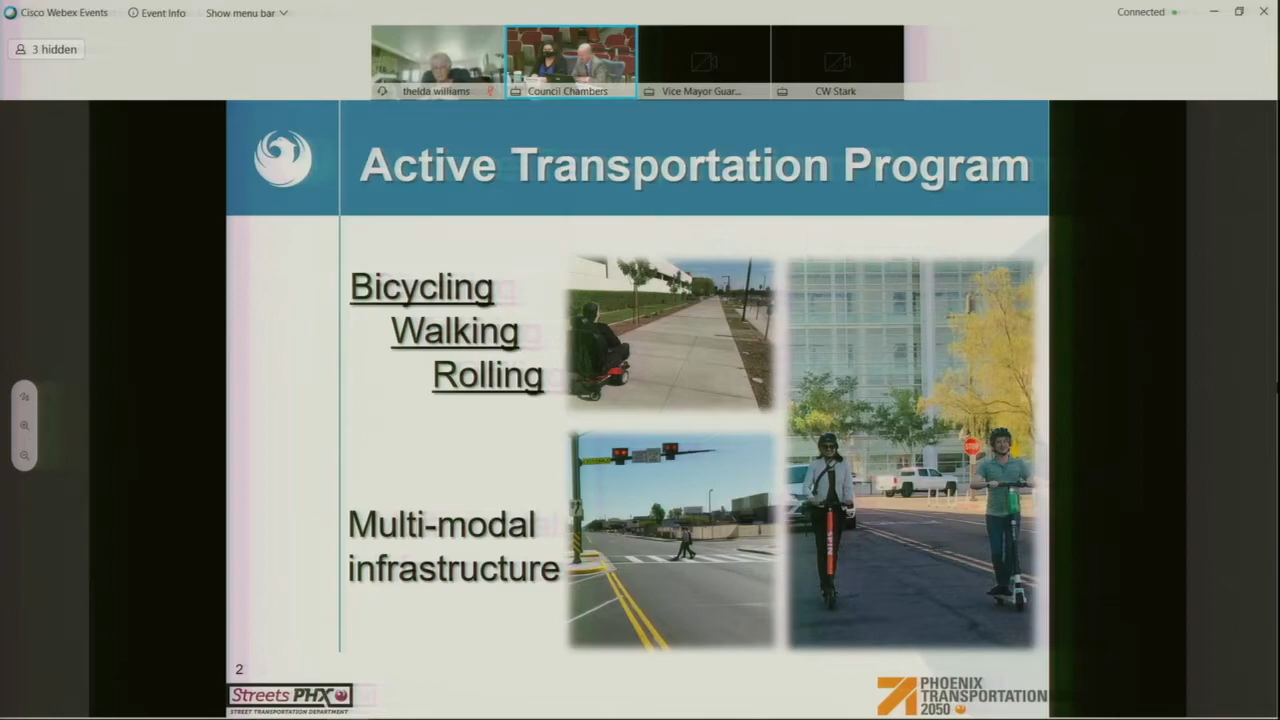 Cisco Webex Events
Event Info
Show menu bar
Connected
3 hidden
thelda williams
Council Chambers
Vice Mayor Guar...
CW Stark
Active Transportation Program
Bicycling
Walking
Rolling
Multi-modal
infrastructure
STOP
SPIN
2
Streets PHX
STREET TRANSPORTATION DEPARTMENT
PHOENIX
TRANSPORTATION
2050